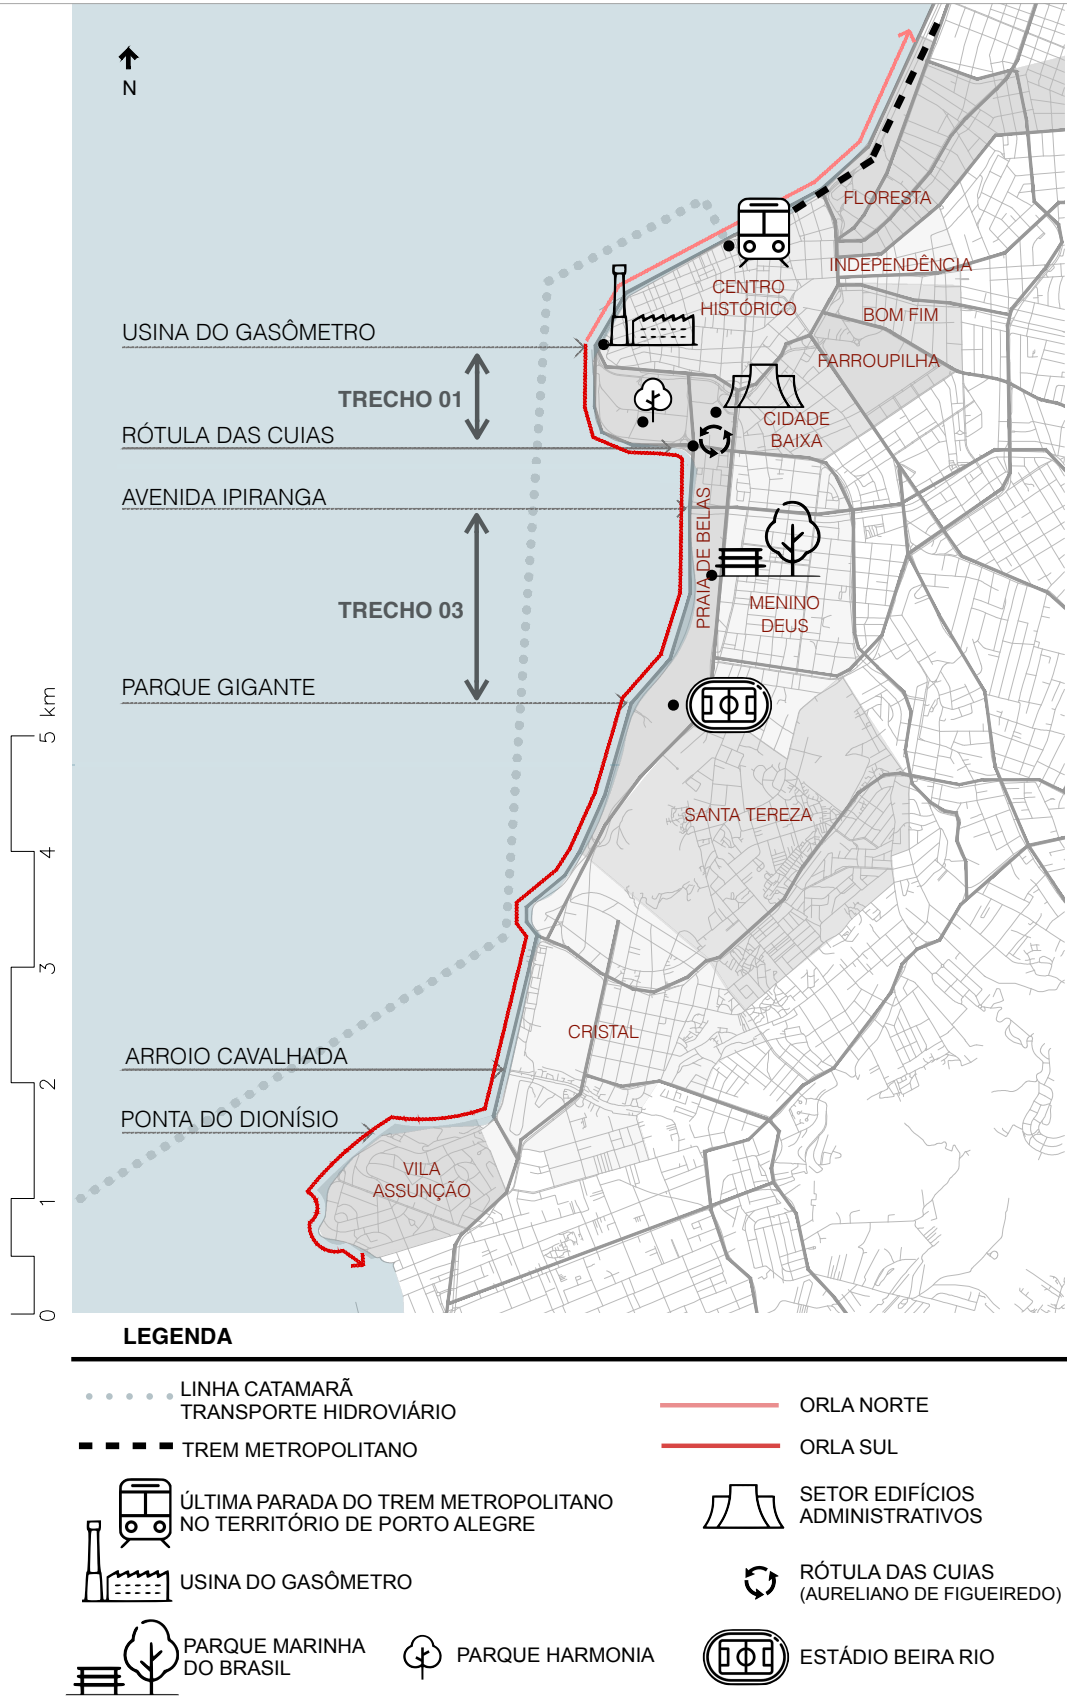 N
FLORESTA
INDEPENDÊNCIA
CENTRO
HISTÓRICO
BOM FIM
USINA DO GASÔMETRO
FARROUPILHA
TRECHO 01
CIDADE
BAIXA
RÓTULA DAS CUIAS
AVENIDA IPIRANGA
PRAIA DE BELAS
TRECHO 03
MENINO
DEUS
PARQUE GIGANTE
SANTA TEREZA
CRISTAL
ARROIO CAVALHADA
PONTA DO DIONÍSIO
VILA
ASSUNÇÃO
5 km
4
3
2
1
0
LEGENDA
LINHA CATAMARÃ
TRANSPORTE HIDROVIÁRIO
TREM METROPOLITANO
ÚLTIMA PARADA DO TREM METROPOLITANO
NO TERRITÓRIO DE PORTO ALEGRE
USINA DO GASÔMETRO
PARQUE MARINHA
DO BRASIL
PARQUE HARMONIA
ORLA NORTE
ORLA SUL
SETOR EDIFÍCIOS
ADMINISTRATIVOS
RÓTULA DAS CUIAS
(AURELIANO DE FIGUEIREDO)
ESTÁDIO BEIRA RIO